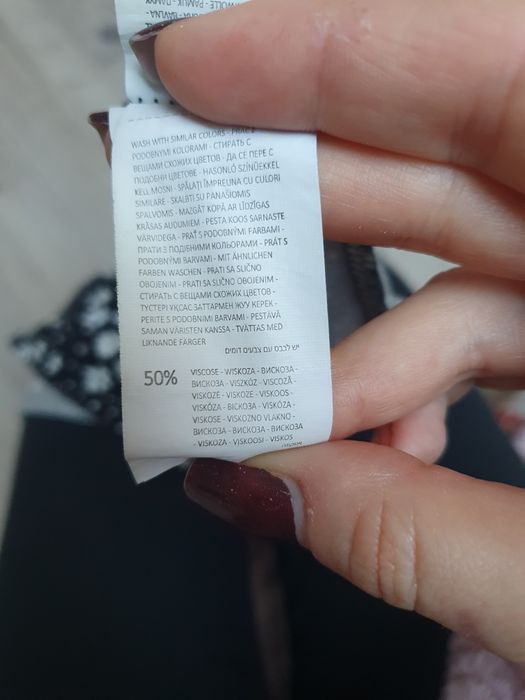 WASH WITH SIMILAR COLORS - PRAĆ Z
PODOBNYMI KOLORAMI - СТИРАТЬ С
ВЕЩАМИ СХОЖИХ ЦВЕТОВ - ДА СЕ ПЕРЕ С
ПОДОБНИ ЦВЕТОВЕ - HASONLÓ SZÍNŰEKKEL
KELL MOSNI - SPĂLAȚI ÎMPREUNA CU CULORI
SIMILARE - SKALBTI SU PANAŠIOMIS
SPALVOMIS - MAZGĀT KOPĀ AR LĪDZĪGAS
KRĀSAS AUDUMIEM - PESTA KOOS SARNASTE
VÄRVIDEGA - PRAŤ S PODOBNÝMI FARBAMI -
ПРАТИ З ПОДІБНИМИ КОЛЬОРАМИ - PRÁT S
PODOBNÝMI BARVAMI - MIT ÄHNLICHEN
FARBEN WASCHEN - PRATI SA SLIČNO
OBOJENIM - PRATI SA SLIČNO OBOJENIM -
СТИРАТЬ С ВЕЩАМИ СХОЖИХ ЦВЕТОВ -
ТҮСТЕРІ ҰҚСАС ЗАТТАРМЕН ЖУУ КЕРЕК -
PERITE S PODOBNIMI BARVAMI - PESTÄVÄ
SAMAN VÄRISTEN KANSSA - TVÄTTAS MED
LIKNANDE FÄRGER
יש לכבס עם צבעים דומים
50% VISCOSE - WISKOZA - ВИСКОЗА -
ВИСКОЗА - VISZKÓZ - VISCOZĂ -
VISKOZĖ - VISKOZE - VISKOOS -
VISKÓZA - ВІСКОЗА - VISKÓZA -
VISKOSE - VISKOZNO VLAKNO -
ВИСКОЗА - ВИСКОЗА - ВИСКОЗА
- VISKOZA - VISKOOSI - VISKOS